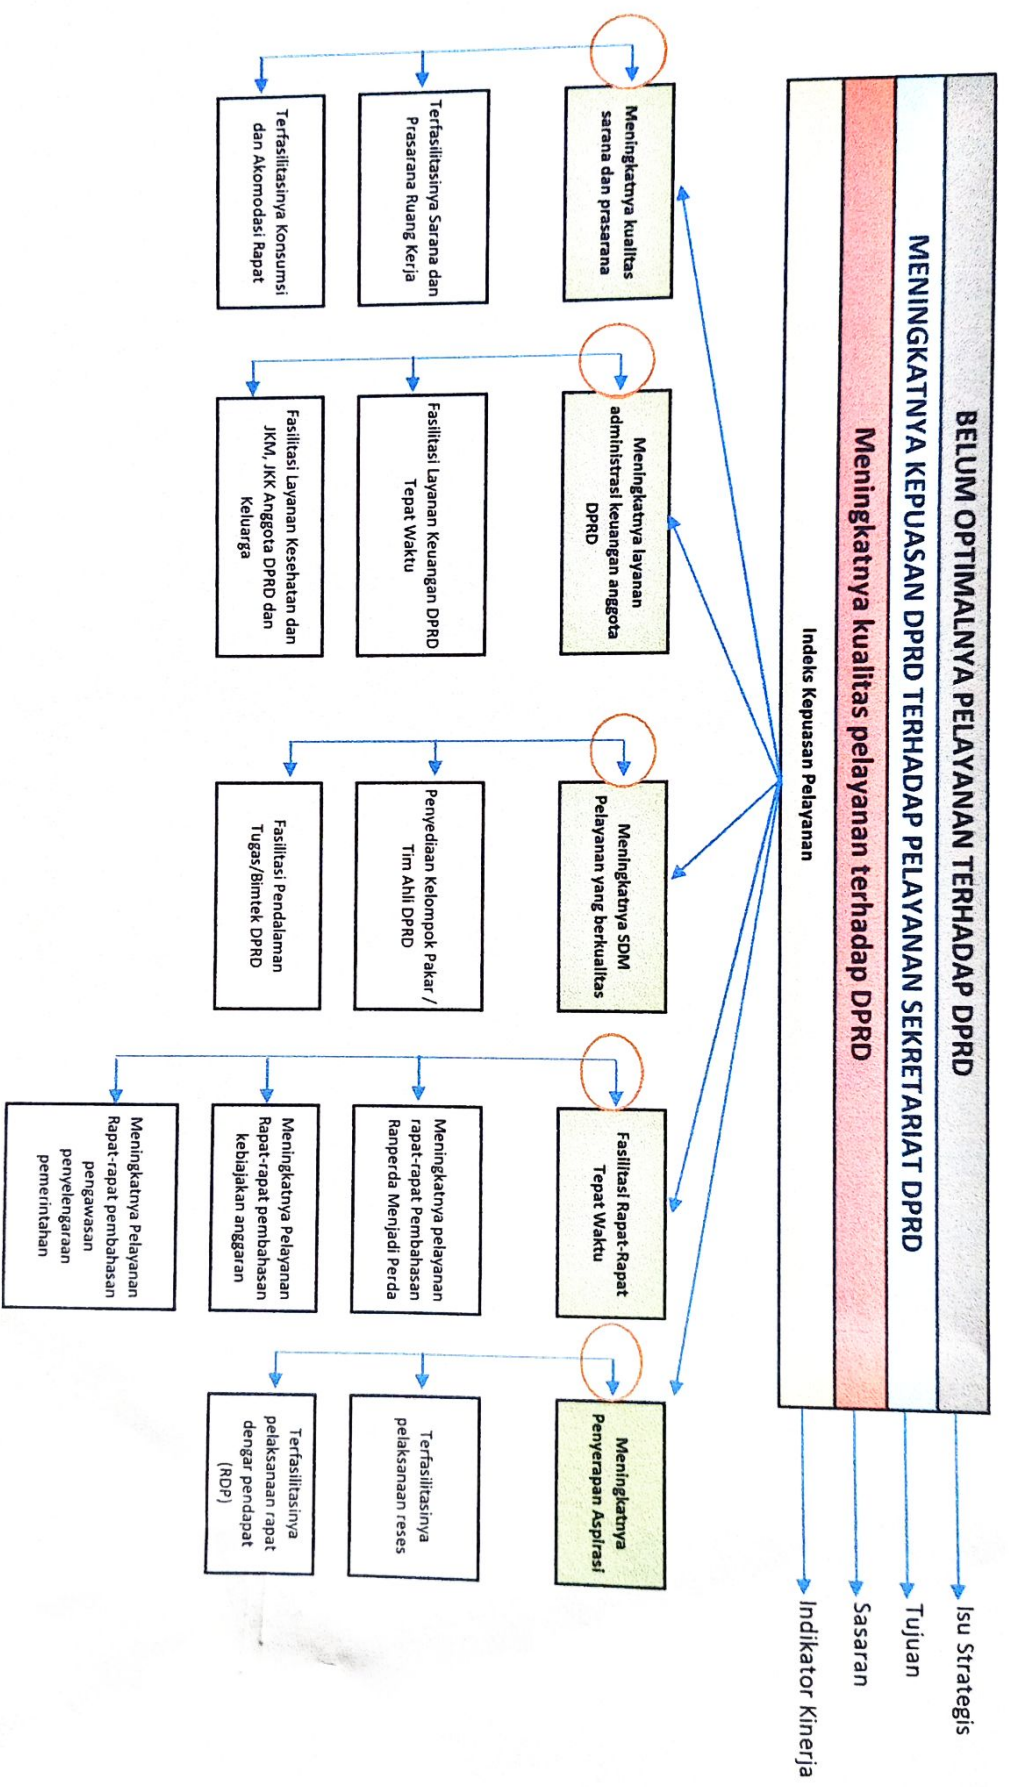 BELUM OPTIMALNYA PELAYANAN TERHADAP DPRD
Isu Strategis
MENINGKATNYA KEPUASAN DPRD TERHADAP PELAYANAN SEKRETARIAT DPRD
Tujuan
Meningkatnya kualitas pelayanan terhadap DPRD
Sasaran
Indeks Kepuasan Pelayanan
Indikator Kinerja
Meningkatnya kualitas
sarana dan prasarana
Terfasilitasinya Sarana dan
Prasarana Ruang Kerja
Terfasilitasinya Konsumsi
dan Akomodasi Rapat
Meningkatnya layanan
administrasi keuangan anggota
DPRD
Fasilitasi Layanan Keuangan DPRD
Tepat Waktu
Fasilitasi Layanan Kesehatan dan
JKM, JKK Anggota DPRD dan
Keluarga
Meningkatnya SDM
Pelayanan yang berkualitas
Penyediaan Kelompok Pakar /
Tim Ahli DPRD
Fasilitasi Pendalaman
Tugas/Bimtek DPRD
Fasilitasi Rapat-Rapat
Tepat Waktu
Meningkatnya pelayanan
rapat-rapat Pembahasan
Ranperda Menjadi Perda
Meningkatnya Pelayanan
Rapat-rapat pembahasan
kebiajakan anggaran
Meningkatnya Pelayanan
Rapat-rapat pembahasan
pengawasan
penyelengaraan
pemerintahan
Meningkatnya
Penyerapan Aspirasi
Terfasilitasinya
pelaksanaan reses
Terfasilitasinya
pelaksanaan rapat
dengar pendapat
(RDP)